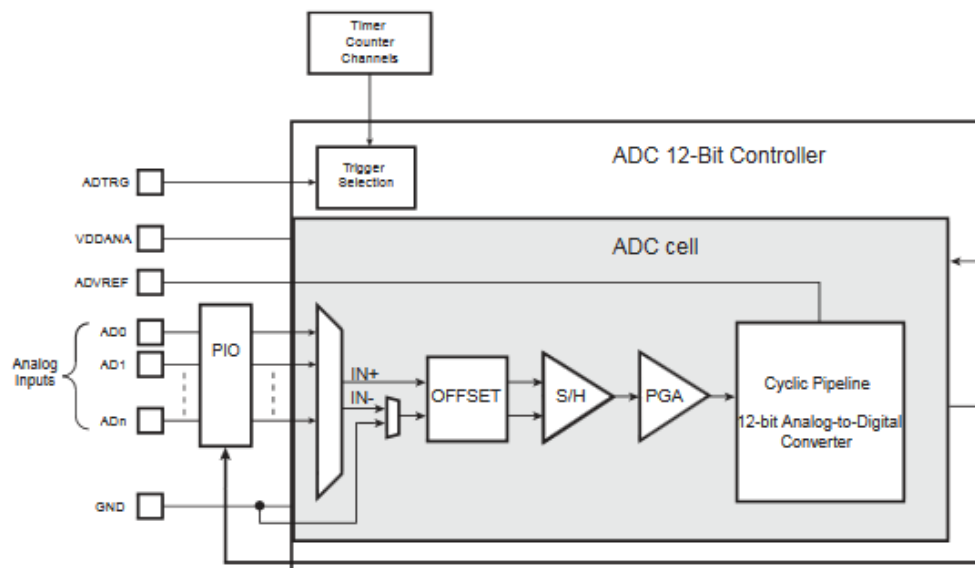 Timer
Counter
Channels
ADC 12-Bit Controller
Trigger
Selection
ADTRG
VDDANA
ADC cell
ADVREF
AD0
PIO
Analog
Inputs
AD1
IN+
IN-
OFFSET
S/H
PGA
Cyclic Pipeline
12-bit Analog-to-Digital
Converter
ADn
GND